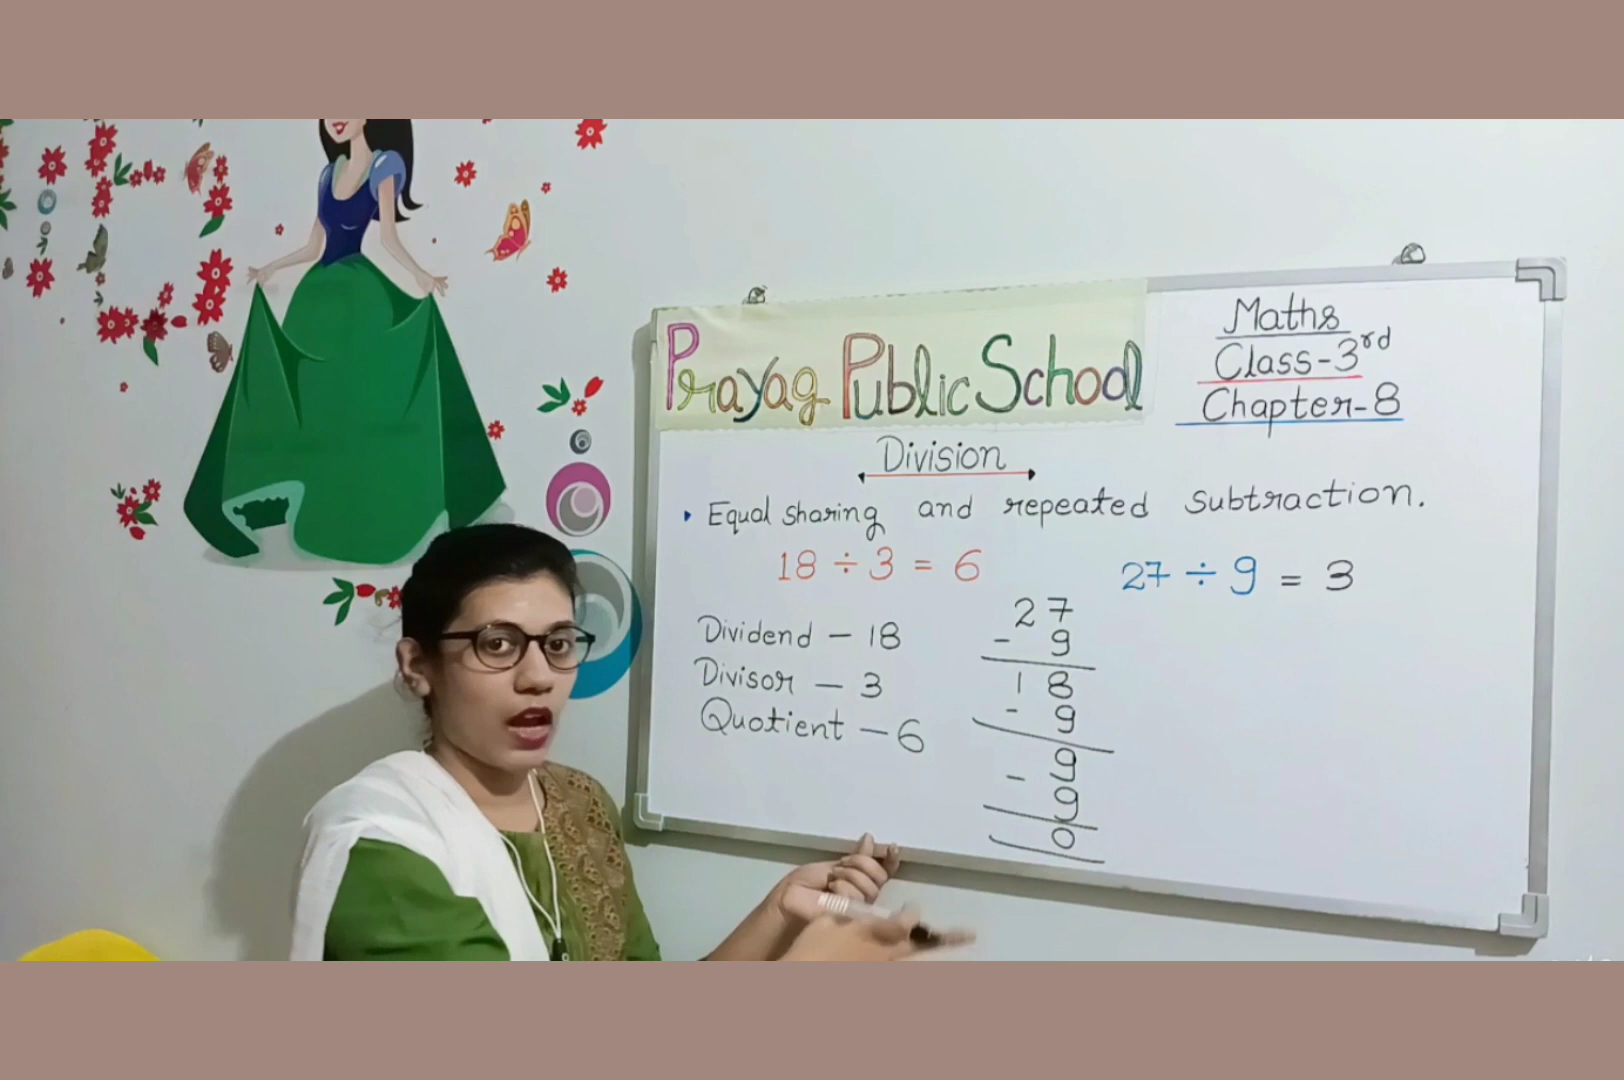 Prayag Public School
Maths
Class-3rd
Chapter-8
Division
Equal sharing and repeated subtraction.
18 ÷ 3 = 6
27 ÷ 9 = 3
Dividend - 18
Divisor - 3
Quotient - 6
27
- 9
18
- 9
9
- 9
0